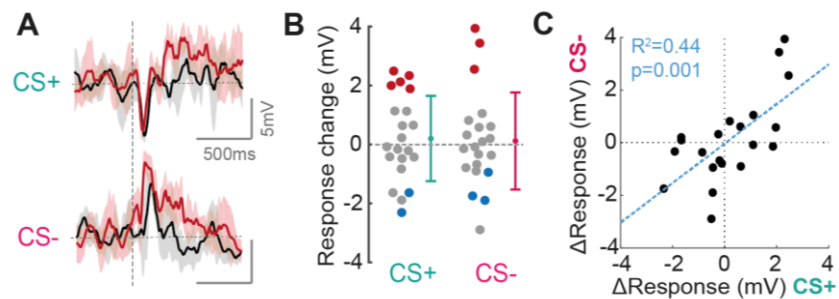 A
CS+
5mV
500ms
CS-
B
Response change (mV)
4
2
0
-2
-4
CS+
CS-
C
ΔResponse (mV) CS-
4
2
0
-2
-4
R²=0.44
p=0.001
-4
-2
0
2
4
ΔResponse (mV) CS+